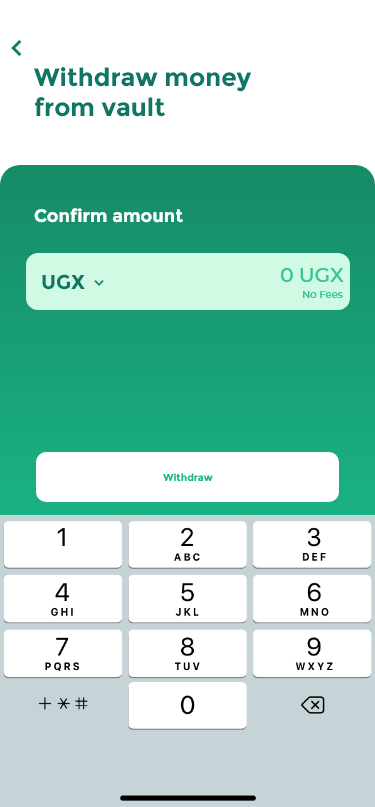 Withdraw money
from vault
Confirm amount
UGX
0 UGX
No Fees
Withdraw
1
2
ABC
3
DEF
4
GHI
5
JKL
6
MNO
7
PQRS
8
TUV
9
WXYZ
+ * #
0